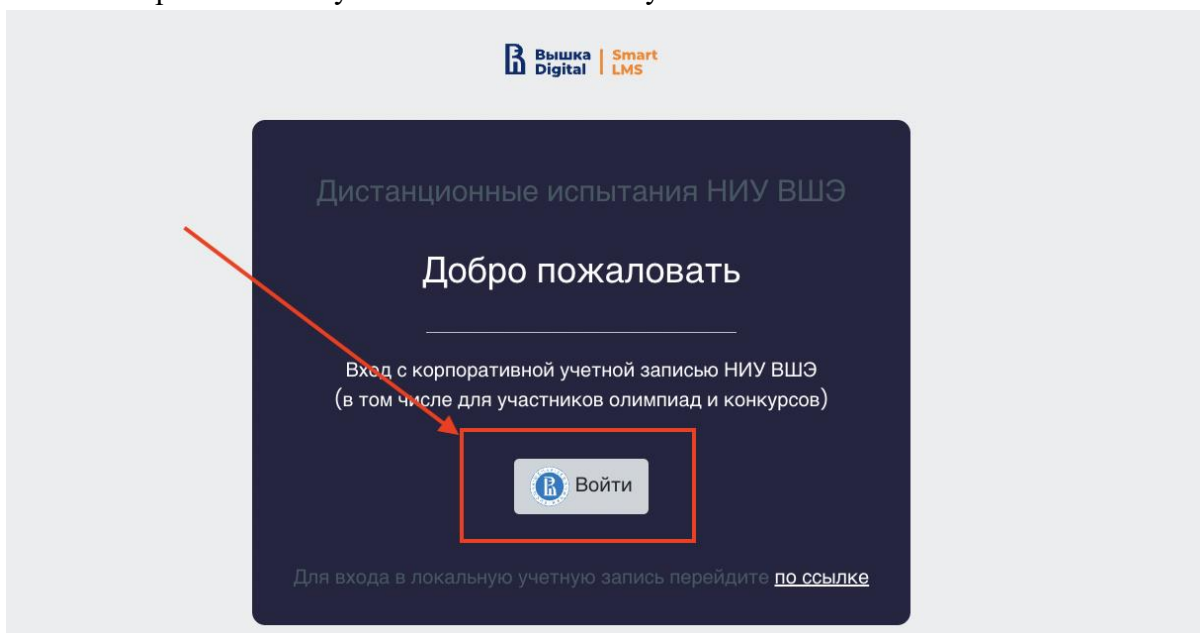 Вышка | Smart
Digital | LMS
Дистанционные испытания НИУ ВШЭ
Добро пожаловать
Вход с корпоративной учетной записью НИУ ВШЭ
(в том числе для участников олимпиад и конкурсов)
Войти
Для входа в локальную учетную запись перейдите по ссылке